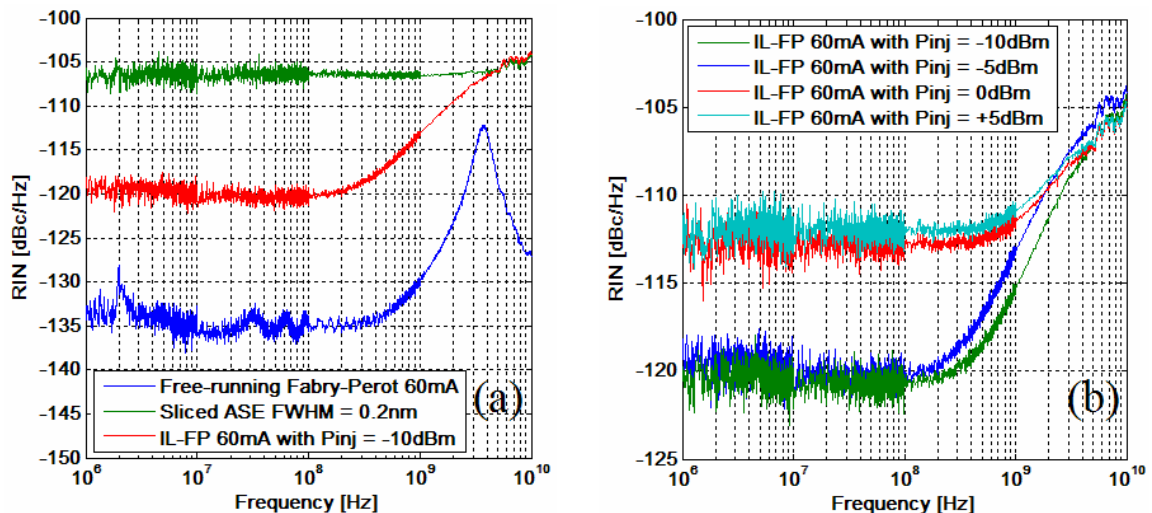 -100
-105
-110
-115
-120
-125
-130
-135
-140
-145
-150
RIN [dBc/Hz]
Free-running Fabry-Perot 60mA
Sliced ASE FWHM = 0.2nm
IL-FP 60mA with Pinj = -10dBm
(a)
10^6 10^7 10^8 10^9 10^10
Frequency [Hz]
-100
-105
-110
-115
-120
-125
RIN [dBc/Hz]
IL-FP 60mA with Pinj = -10dBm
IL-FP 60mA with Pinj = -5dBm
IL-FP 60mA with Pinj = 0dBm
IL-FP 60mA with Pinj = +5dBm
(b)
10^6 10^7 10^8 10^9 10^10
Frequency [Hz]